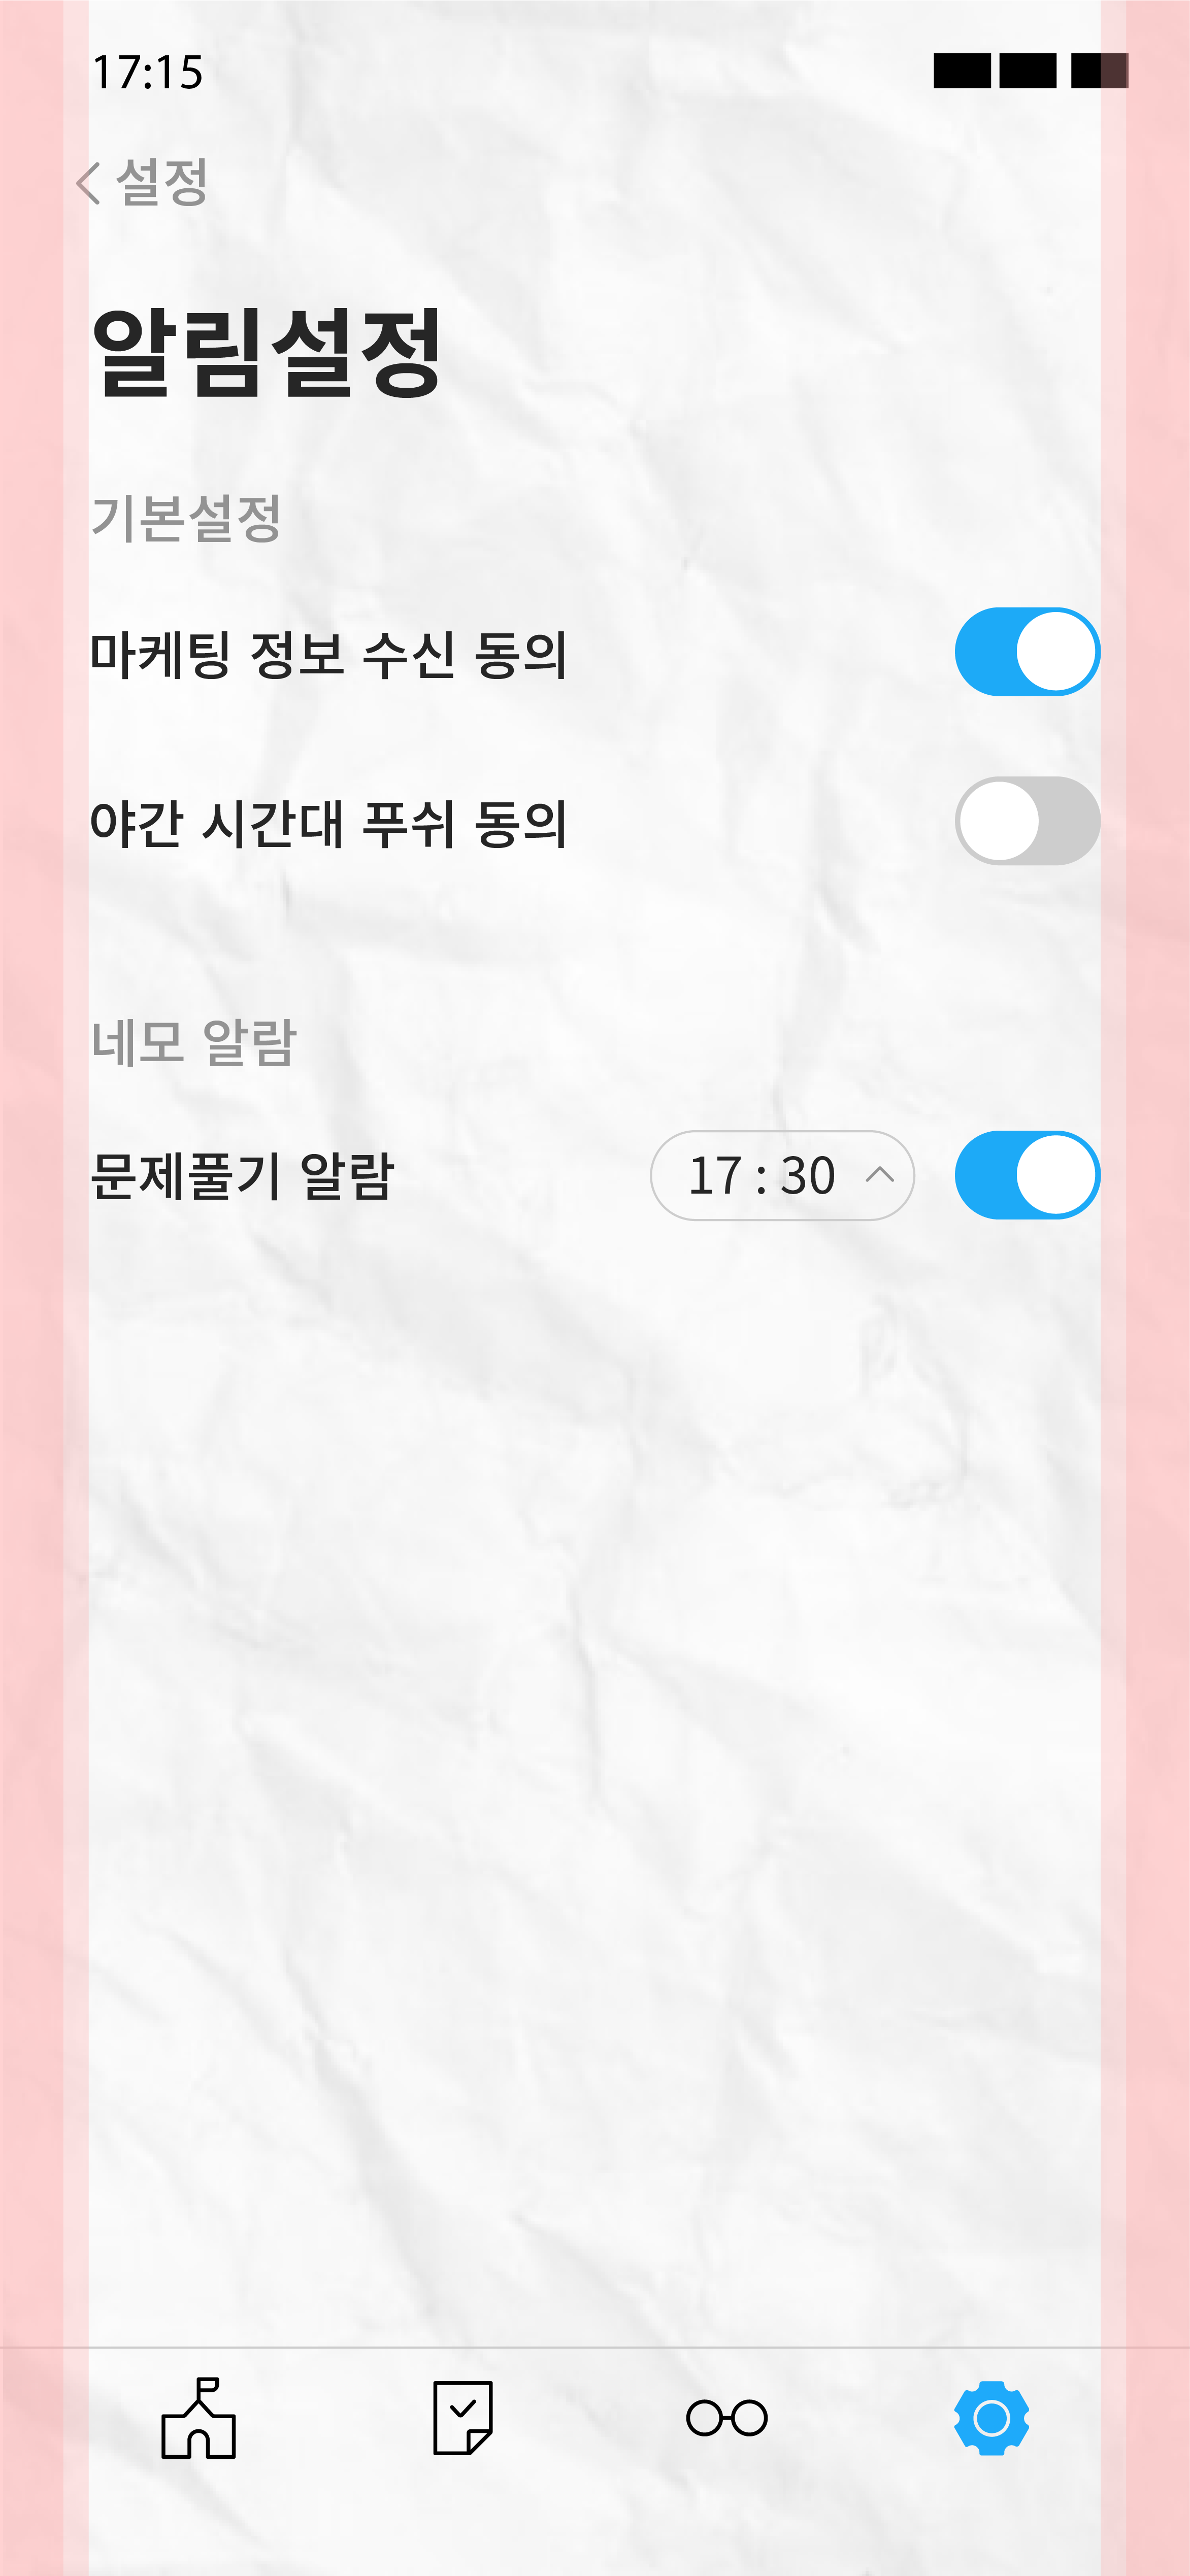 17:15
설정
알림설정
기본설정
마케팅 정보 수신 동의
야간 시간대 푸쉬 동의
네모 알람
문제풀기 알람 17 : 30